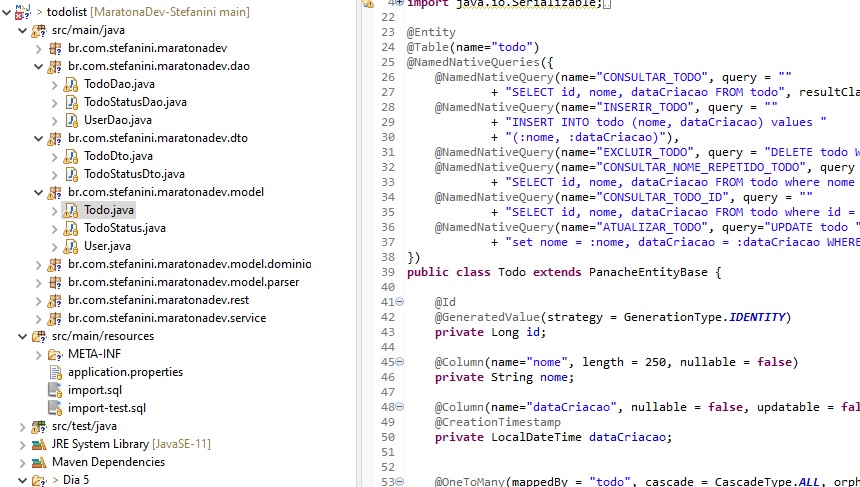 todolist [MaratonaDev-Stefanini main]
src/main/java
br.com.stefanini.maratonadev
br.com.stefanini.maratonadev.dao
TodoDao.java
TodoStatusDao.java
UserDao.java
br.com.stefanini.maratonadev.dto
TodoDto.java
TodoStatusDto.java
br.com.stefanini.maratonadev.model
Todo.java
TodoStatus.java
User.java
br.com.stefanini.maratonadev.model.dominio
br.com.stefanini.maratonadev.model.parser
br.com.stefanini.maratonadev.rest
br.com.stefanini.maratonadev.service
src/main/resources
META-INF
application.properties
import.sql
import-test.sql
src/test/java
JRE System Library [JavaSE-11]
Maven Dependencies
> Dia 5
4 import java.io.Serializable;
22
23 @Entity
24 @Table(name="todo")
25 @NamedNativeQueries({
26 @NamedNativeQuery(name="CONSULTAR_TODO", query = ""
27 + "SELECT id, nome, dataCriacao FROM todo", resultCla
28 @NamedNativeQuery(name="INSERIR_TODO", query = ""
29 + "INSERT INTO todo (nome, dataCriacao) values "
30 + "(:nome, :dataCriacao)"),
31 @NamedNativeQuery(name="EXCLUIR_TODO", query = "DELETE todo W
32 @NamedNativeQuery(name="CONSULTAR_NOME_REPETIDO_TODO", query
33 + "SELECT id, nome, dataCriacao FROM todo where nome
34 @NamedNativeQuery(name="CONSULTAR_TODO_ID", query = ""
35 + "SELECT id, nome, dataCriacao FROM todo where id =
36 @NamedNativeQuery(name="ATUALIZAR_TODO", query="UPDATE todo "
37 + "set nome = :nome, dataCriacao = :dataCriacao WHERE
38 })
39 public class Todo extends PanacheEntityBase {
40
41 @Id
42 @GeneratedValue(strategy = GenerationType.IDENTITY)
43 private Long id;
44
45 @Column(name="nome", length = 250, nullable = false)
46 private String nome;
47
48 @Column(name="dataCriacao", nullable = false, updatable = fal
49 @CreationTimestamp
50 private LocalDateTime dataCriacao;
51
52
53 @OneToMany(mappedBy = "todo", cascade = CascadeType.ALL, orph